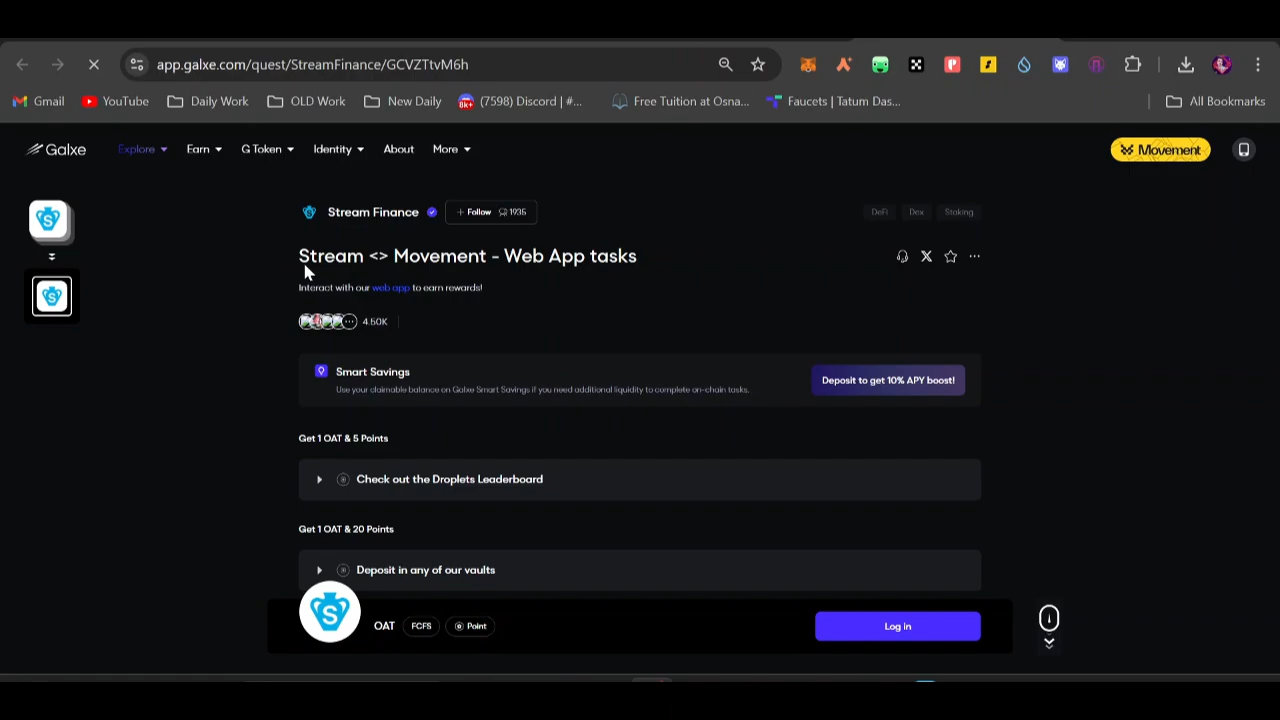 app.galxe.com/quest/StreamFinance/GCVZTtvM6h
Gmail YouTube Daily Work OLD Work New Daily (7598) Discord | #... Free Tuition at Osna... Faucets | Tatum Das... All Bookmarks
Galxe Explore Earn G Token Identity About More Movement
Stream Finance + Follow 1935 DeFi Dex Staking
Stream <> Movement - Web App tasks
Interact with our web app to earn rewards!
4.50K
Smart Savings
Use your claimable balance on Galxe Smart Savings if you need additional liquidity to complete on-chain tasks.
Deposit to get 10% APY boost!
Get 1 OAT & 5 Points
Check out the Droplets Leaderboard
Get 1 OAT & 20 Points
Deposit in any of our vaults
OAT FCFS Point Log in